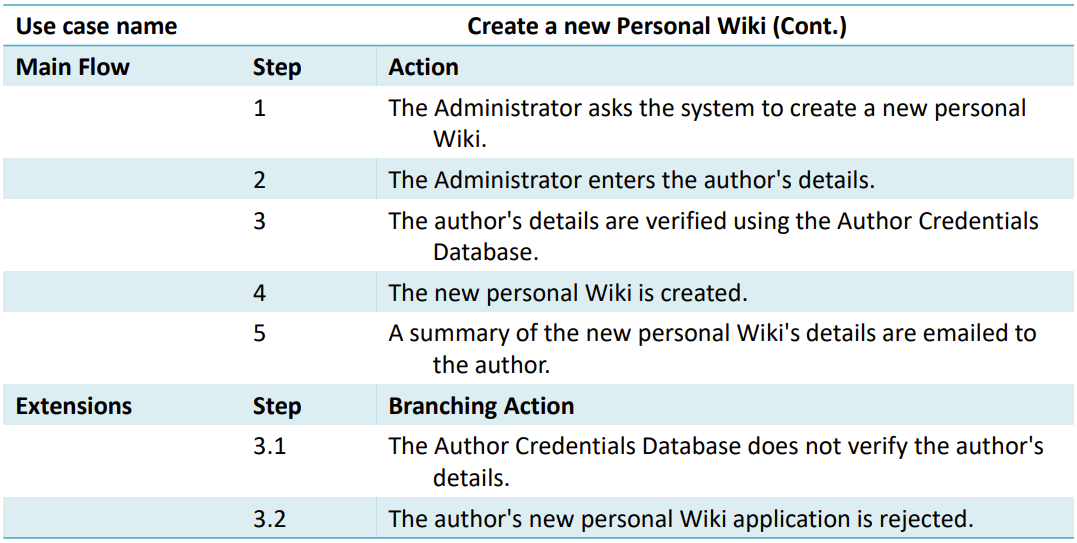 Use case name Create a new Personal Wiki (Cont.)
Main Flow Step Action
1 The Administrator asks the system to create a new personal
Wiki.
2 The Administrator enters the author's details.
3 The author's details are verified using the Author Credentials
Database.
4 The new personal Wiki is created.
5 A summary of the new personal Wiki's details are emailed to
the author.
Extensions Step Branching Action
3.1 The Author Credentials Database does not verify the author's
details.
3.2 The author's new personal Wiki application is rejected.